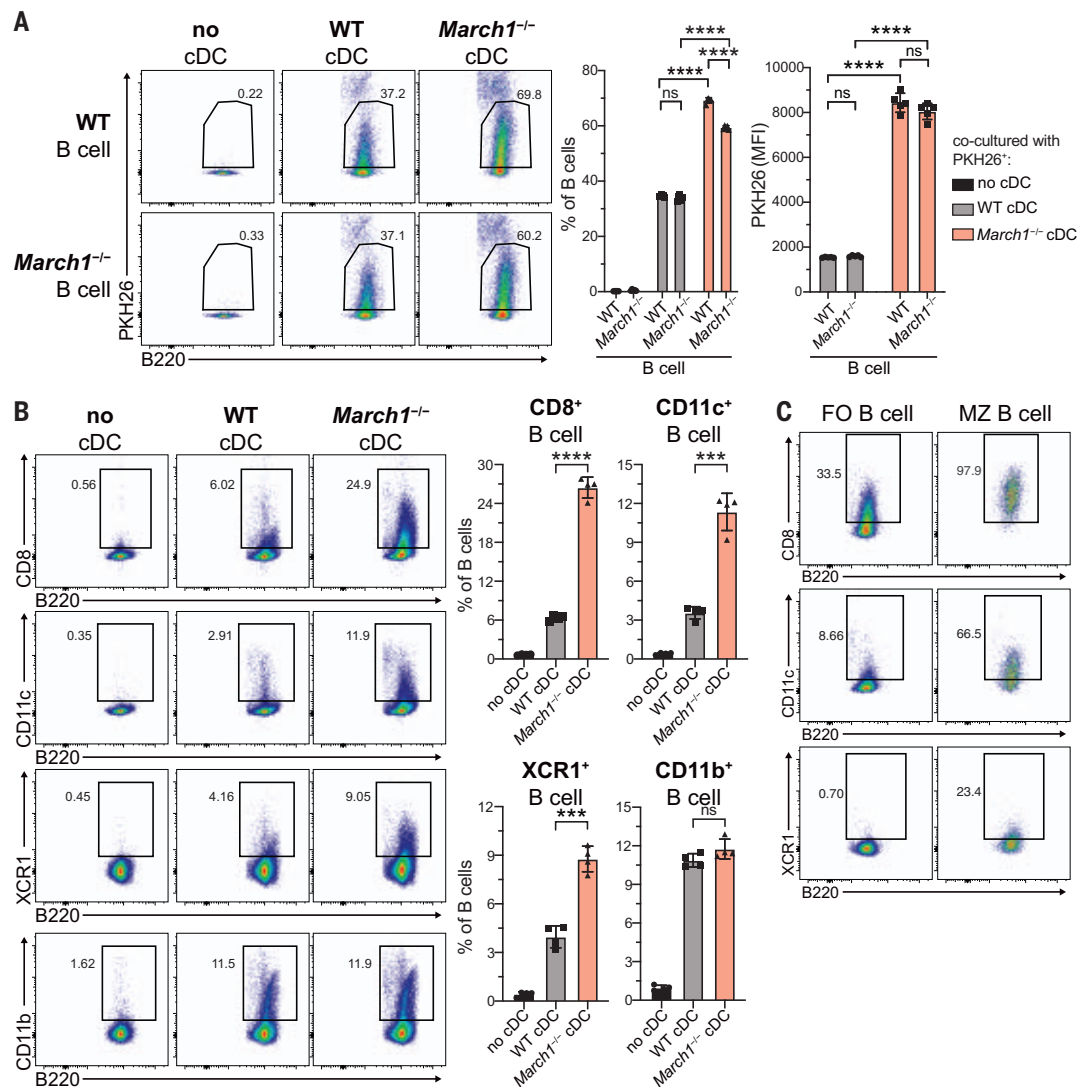 A
no
cDC
WT
cDC
March1–/–
cDC
WT
B cell
March1–/–
B cell
0.22
37.2
69.8
0.33
37.1
60.2
PKH26
B220
% of B cells
80
60
40
20
0
ns
****
****
****
WT
March1–/–
WT
March1–/–
WT
March1–/–
B cell
PKH26 (MFI)
10000
8000
6000
4000
2000
0
ns
****
****
ns
WT
March1–/–
WT
March1–/–
B cell
co-cultured with
PKH26+:
no cDC
WT cDC
March1–/– cDC
B
no
cDC
WT
cDC
March1–/–
cDC
0.56
6.02
24.9
CD8
B220
0.35
2.91
11.9
CD11c
B220
0.45
4.16
9.05
XCR1
B220
1.62
11.5
11.9
CD11b
B220
CD8+
B cell
****
% of B cells
30
24
18
12
6
0
no cDC
WT cDC
March1–/– cDC
CD11c+
B cell
***
15
12
9
6
3
0
no cDC
WT cDC
March1–/– cDC
XCR1+
B cell
***
% of B cells
12
9
6
3
0
no cDC
WT cDC
March1–/– cDC
CD11b+
B cell
ns
15
12
9
6
3
0
no cDC
WT cDC
March1–/– cDC
C
FO B cell
MZ B cell
33.5
97.9
CD8
B220
8.66
66.5
CD11c
B220
0.70
23.4
XCR1
B220